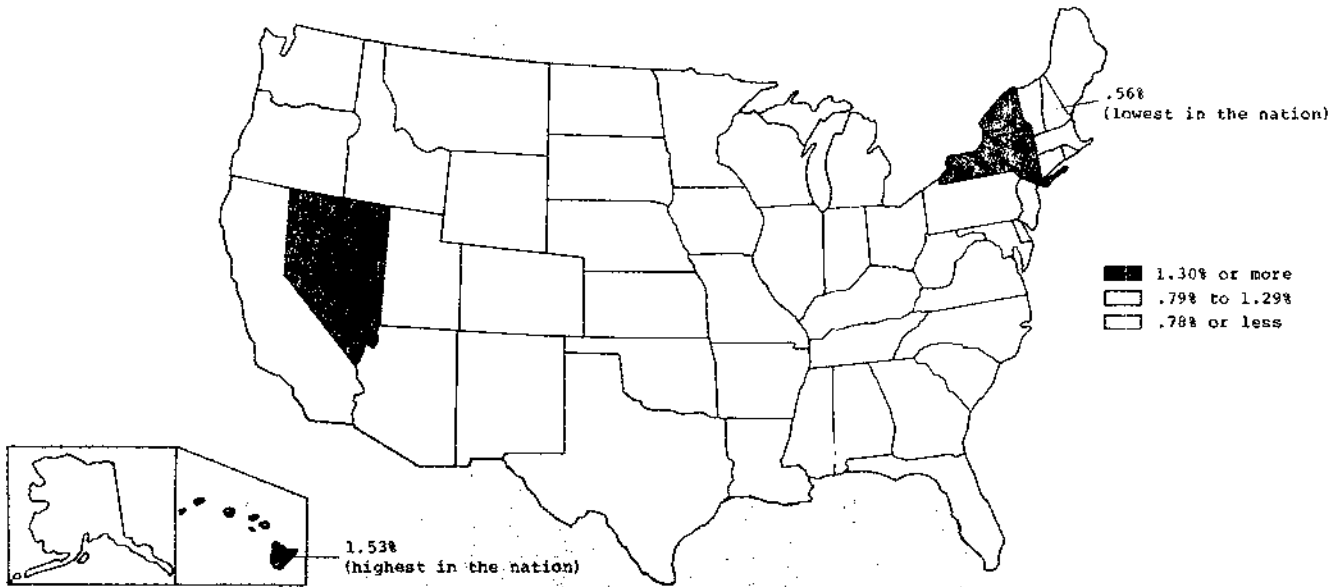 .56%
(lowest in the nation)
1.30% or more
.79% to 1.29%
.78% or less
1.53%
(highest in the nation)